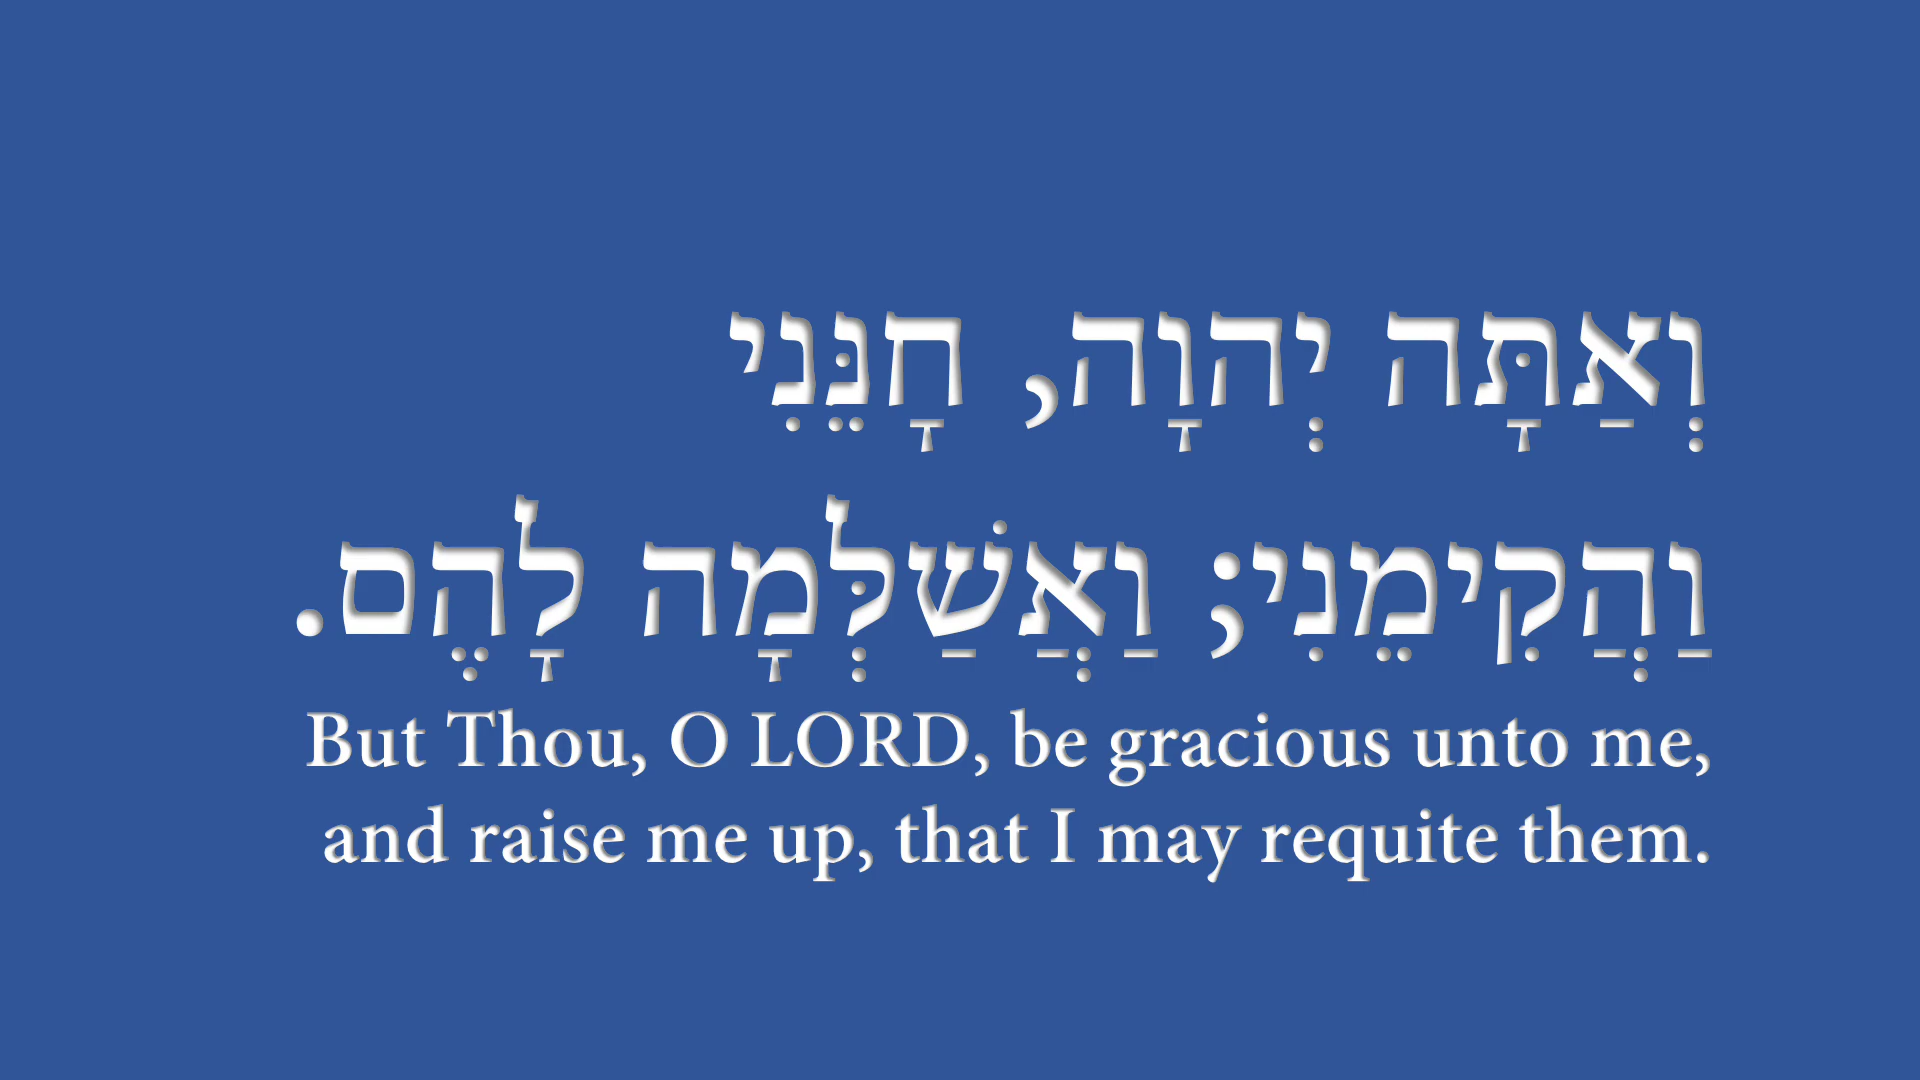 וְאַתָּה יְהוָה, חָנֵּנִי
וַהֲקִימֵנִי; וַאֲשַׁלְּמָה לָהֶם.
But Thou, O LORD, be gracious unto me,
and raise me up, that I may requite them.